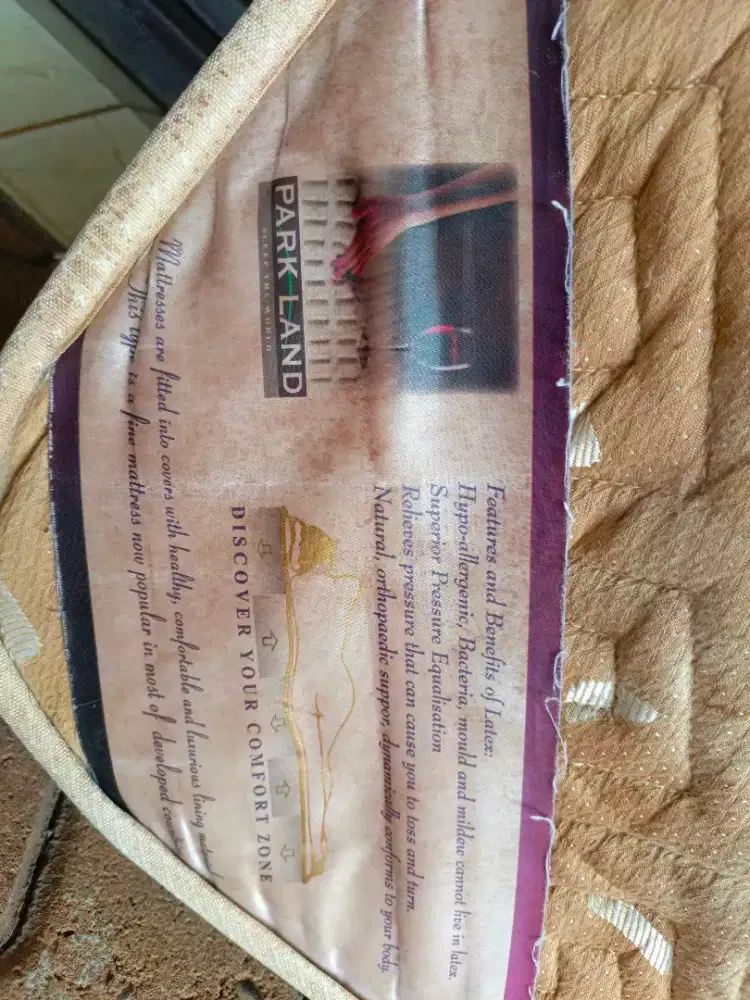 Features and Benefits of Latex:
Hypo-allergenic, Bacteria, mould and mildew cannot live in latex.
Superior Pressure Equalisation
Relieves pressure that can cause you to toss and turn.
Natural, orthopaedic suppor, dynamically conforms to your body.
PARK LAND
SLEEP THE WORLD
DISCOVER YOUR COMFORT ZONE
Mattresses are fitted into covers with healthy, comfortable and luxurious lining
This type is a fine mattress now popular in most of developed